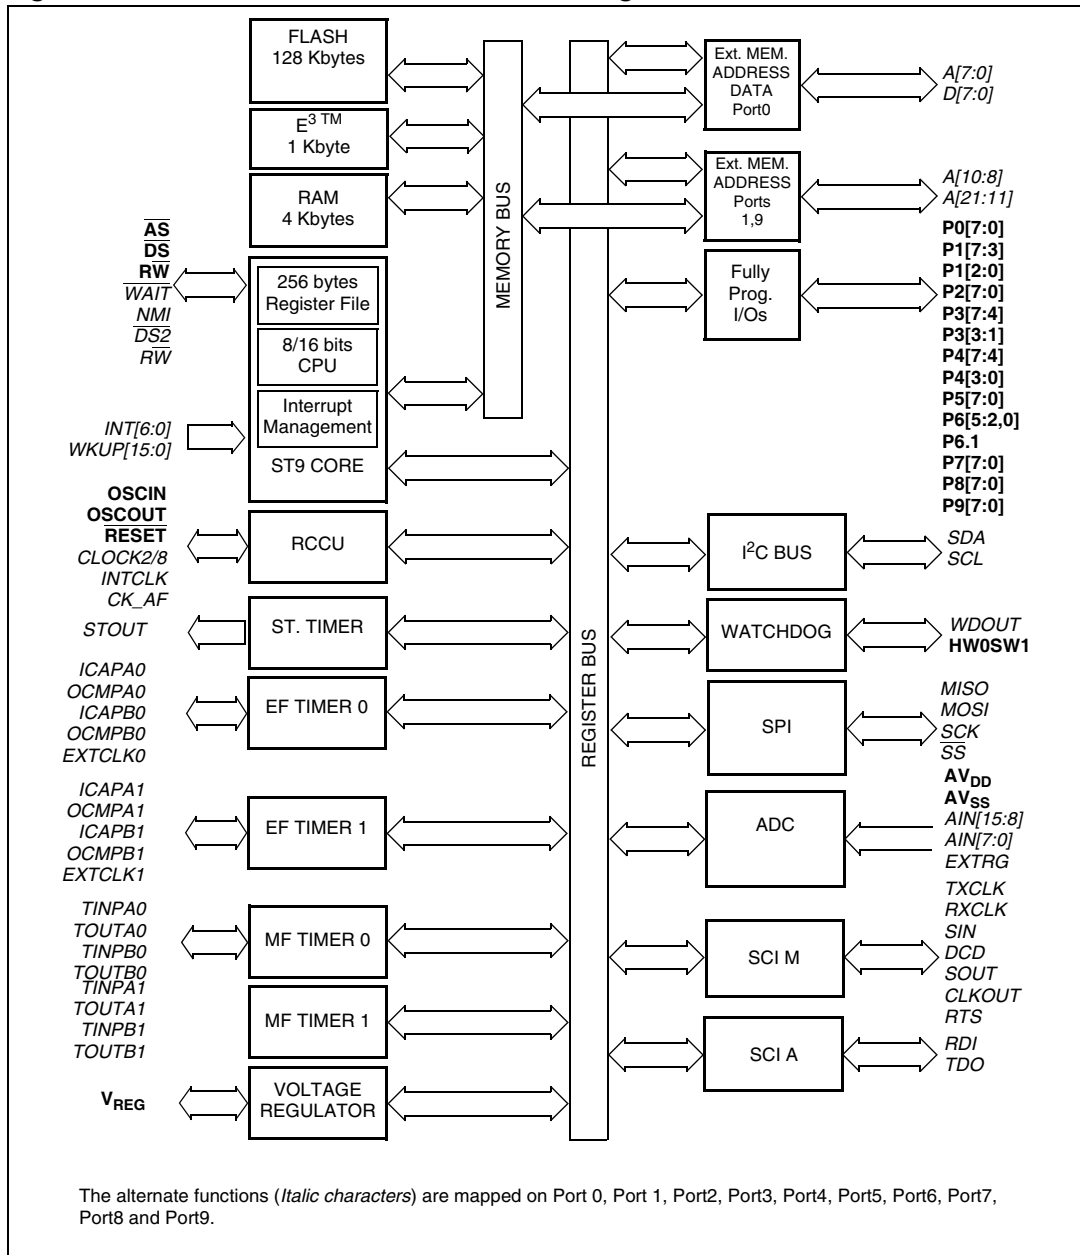 FLASH
128 Kbytes
E3 TM
1 Kbyte
RAM
4 Kbytes
A̅S̅
D̅S̅
RW̅
W̅A̅I̅T̅
NMI
D̅S̅2̅
RW̅
256 bytes
Register File
8/16 bits
CPU
Interrupt
Management
ST9 CORE
INT[6:0]
WKUP[15:0]
OSCIN
OSCOUT
R̅E̅S̅E̅T̅
CLOCK2/8
INTCLK
CK_AF
RCCU
STOUT
ST. TIMER
ICAPA0
OCMPA0
ICAPB0
OCMPB0
EXTCLK0
EF TIMER 0
ICAPA1
OCMPA1
ICAPB1
OCMPB1
EXTCLK1
EF TIMER 1
TINPA0
TOUTA0
TINPB0
TOUTB0
MF TIMER 0
TINPA1
TOUTA1
TINPB1
TOUTB1
MF TIMER 1
VREG
VOLTAGE
REGULATOR
MEMORY BUS
REGISTER BUS
Ext. MEM.
ADDRESS
DATA
Port0
A[7:0]
D[7:0]
Ext. MEM.
ADDRESS
Ports
1,9
A[10:8]
A[21:11]
Fully
Prog.
I/Os
P0[7:0]
P1[7:3]
P1[2:0]
P2[7:0]
P3[7:4]
P3[3:1]
P4[7:4]
P4[3:0]
P5[7:0]
P6[5:2,0]
P6.1
P7[7:0]
P8[7:0]
P9[7:0]
I2C BUS
SDA
SCL
WATCHDOG
WDOUT
HW0SW1
SPI
MISO
MOSI
SCK
S̅S̅
ADC
AVDD
AVSS
AIN[15:8]
AIN[7:0]
EXTRG
SCI M
TXCLK
RXCLK
SIN
DCD
SOUT
CLKOUT
RTS
SCI A
RDI
TDO
The alternate functions (Italic characters) are mapped on Port 0, Port 1, Port2, Port3, Port4, Port5, Port6, Port7,
Port8 and Port9.